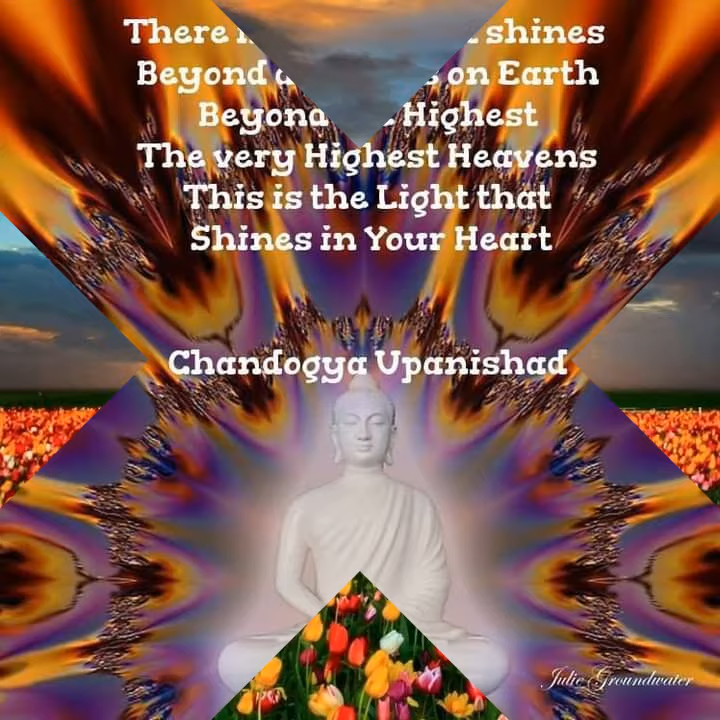 There shines
Beyond on Earth
Beyond Highest
The very Highest Heavens
This is the Light that
Shines in Your Heart
Chandogya Upanishad
Julie Groundwater